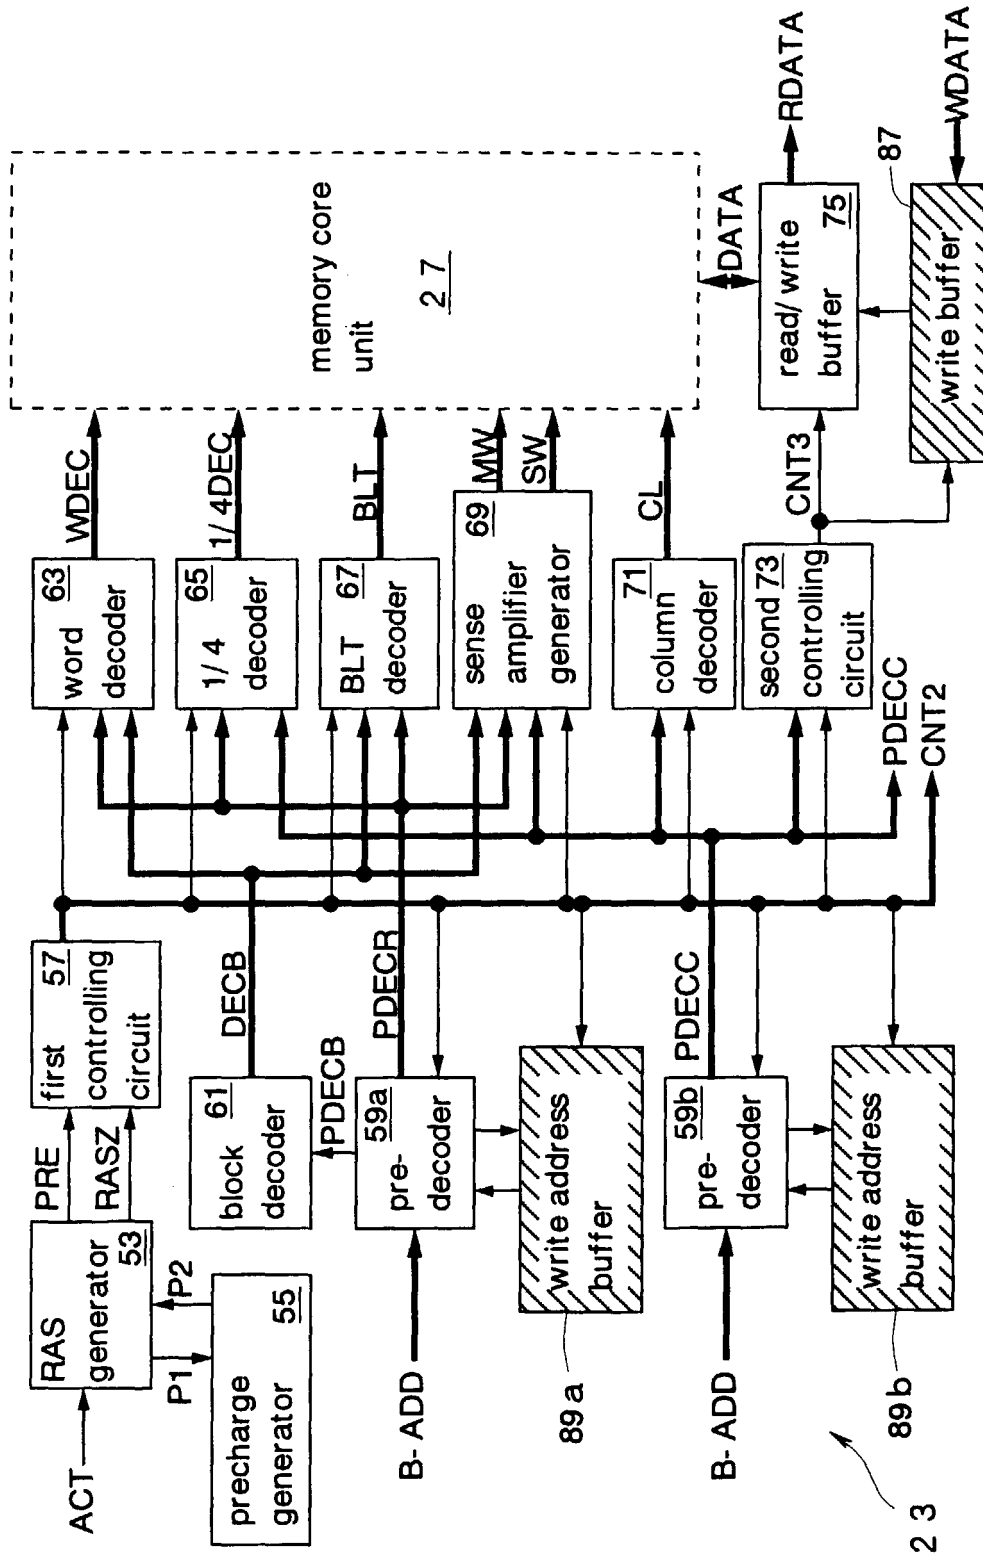 ACT
RAS
generator 53
PRE
RASZ
P1
P2
precharge
generator 55
first 57
controlling
circuit
block 61
decoder
DECB
PDECB
B- ADD
pre- 59a
decoder
PDECR
write address
buffer
89a
B- ADD
pre- 59b
decoder
PDECC
write address
buffer
89b
23
word 63
decoder
WDEC
1/4 65
decoder
1/4DEC
BLT 67
decoder
BLT
sense 69
amplifier
generator
MW
SW
column 71
decoder
CL
second 73
controlling
circuit
PDECC
CNT2
CNT3
memory core
unit 27
DATA
read/write
buffer 75
RDATA
write buffer
87
WDATA